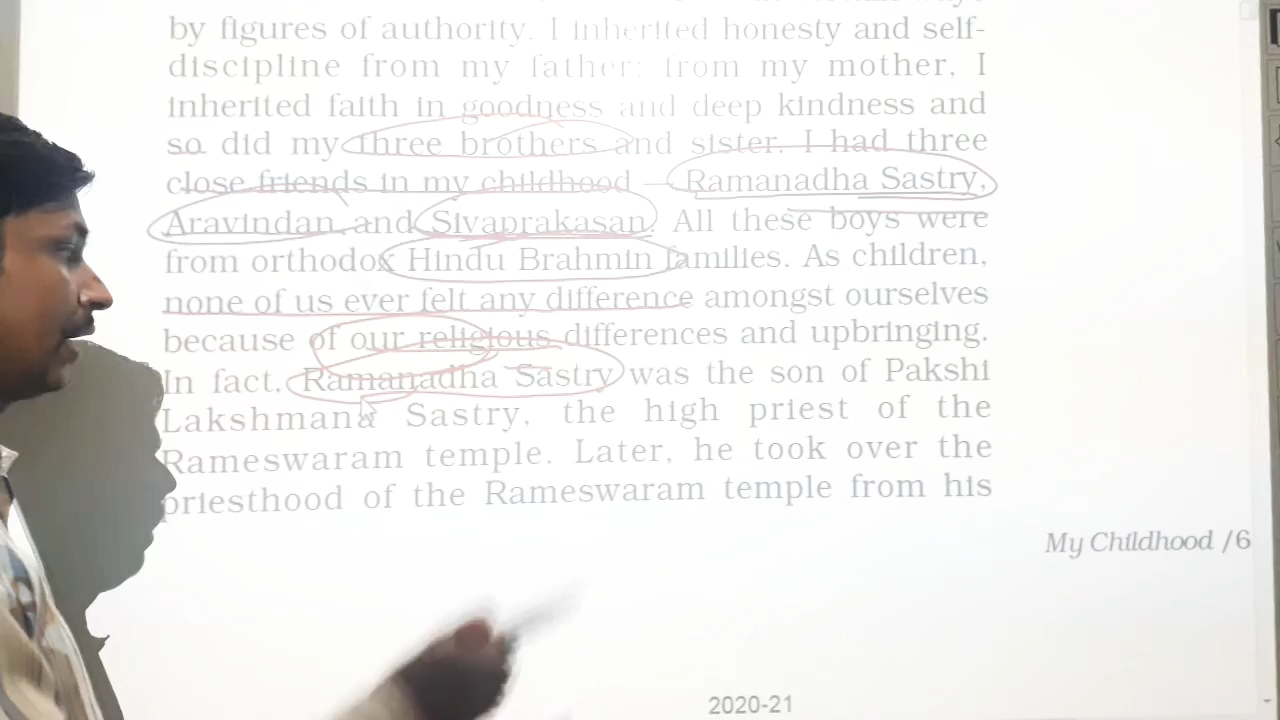 by figures of authority. I inherited honesty and self-
discipline from my father; from my mother, I
inherited faith in goodness and deep kindness and
so did my three brothers and sister. I had three
close friends in my childhood — Ramanadha Sastry,
Aravindan and Sivaprakasan. All these boys were
from orthodox Hindu Brahmin families. As children,
none of us ever felt any difference amongst ourselves
because of our religious differences and upbringing.
In fact, Ramanadha Sastry was the son of Pakshi
Lakshmana Sastry, the high priest of the
Rameswaram temple. Later, he took over the
priesthood of the Rameswaram temple from his
My Childhood /6
2020-21